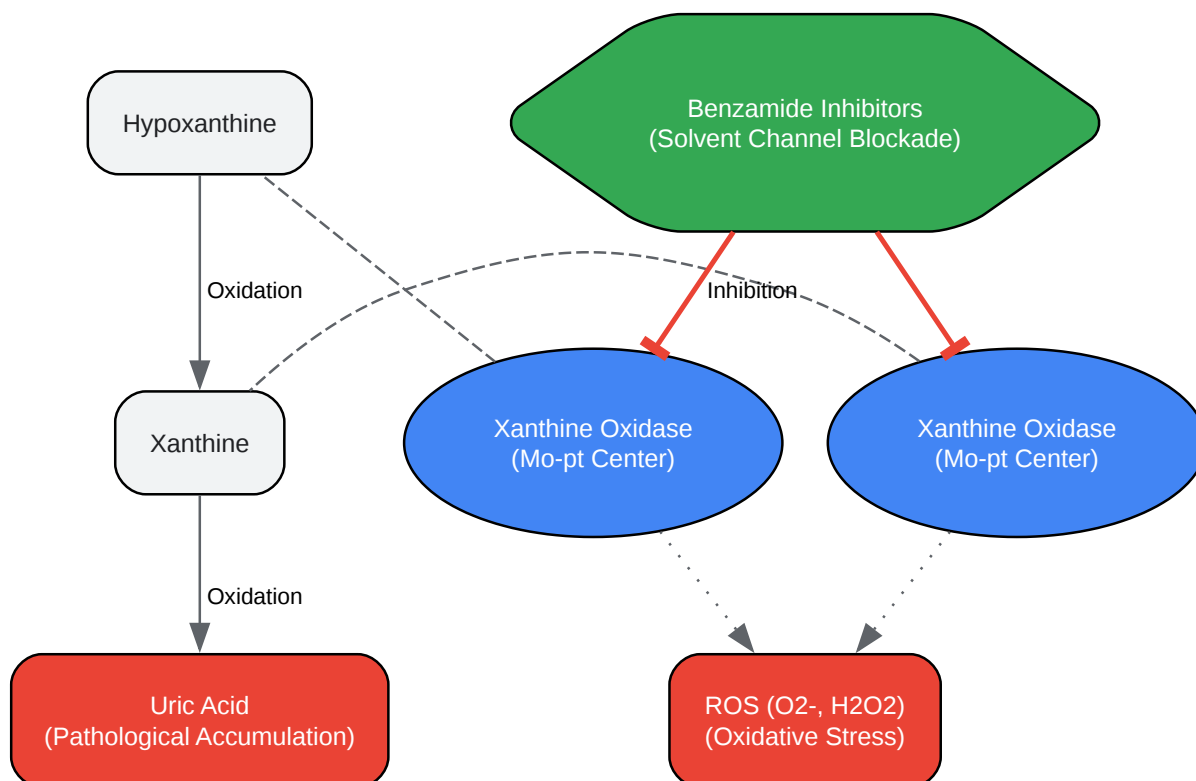 Hypoxanthine
Benzamide Inhibitors
(Solvent Channel Blockade)
Oxidation
Inhibition
Xanthine
Xanthine Oxidase
(Mo-pt Center)
Xanthine Oxidase
(Mo-pt Center)
Oxidation
Uric Acid
(Pathological Accumulation)
ROS (O2-, H2O2)
(Oxidative Stress)